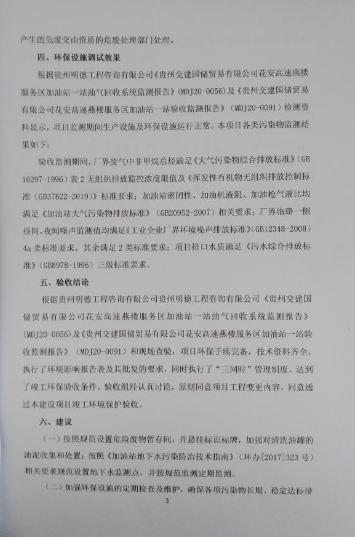 产生的危废交由资质的危废处理部门处理。
四、环保设施调试效果
根据贵州明德工程咨询有限公司《贵州交建国储贸易有限公司花安高速燕楼
服务区加油站一站油气回收系统监测报告》（MDJ20-0056）及《贵州交建国储贸易
有限公司花安高速燕楼服务区加油站一站验收监测报告》（MDJ20-0091）检测资
料显示，项目监测期间生产设施及环保设施运行正常。本项目各类污染物监测结
果如下：
验收监测期间，厂界废气中非甲烷总烃满足《大气污染物综合排放标准》（GB
16297-1996）表 2 无组织排放监控浓度限值及《挥发性有机物无组织排放控制标
准（GB37822-2019）》标准要求；加油站密闭性、加油机液阻、加油枪气液比均
满足《加油站大气污染物排放标准》（GB20952-2007）相关要求；厂界临路一侧
昼间、夜间噪声监测值均满足《工业企业厂界环境噪声排放标准》（GB12348-2008）
4a 类标准要求，其余满足 2 类标准要求；项目排口水质满足《污水综合排放标
准》（GB8978-1996）三级标准要求。
五、验收结论
根据贵州明德工程咨询有限公司贵州明德工程咨询有限公司《贵州交建国
储贸易有限公司花安高速燕楼服务区加油站一站油气回收系统监测报告》
（MDJ20-0056）及《贵州交建国储贸易有限公司花安高速燕楼服务区加油站一站验
收监测报告》（MDJ20-0091）和现场查验，项目环保手续完备，技术资料齐全，
执行了环境影响报告表及其批复的要求，同时执行了“三同时”管理制度，达到
了竣工环保验收条件。验收组经认真讨论，原则同意项目工程变更内容，同意通
过本建设项目竣工环境保护验收。
六、建议
（一）按照规范设置危险废物暂存间，并悬挂标识标牌、加强对清洗油罐的
油泥收集和处置；按照《加油站地下水污染防治技术指南》（环办[2017]323 号）
相关要求规范设置地下水监测点，并按规范监测定期监测。
（二）加强环保设施的定期检查及维护，确保各项污染物长期、稳定达标排
3